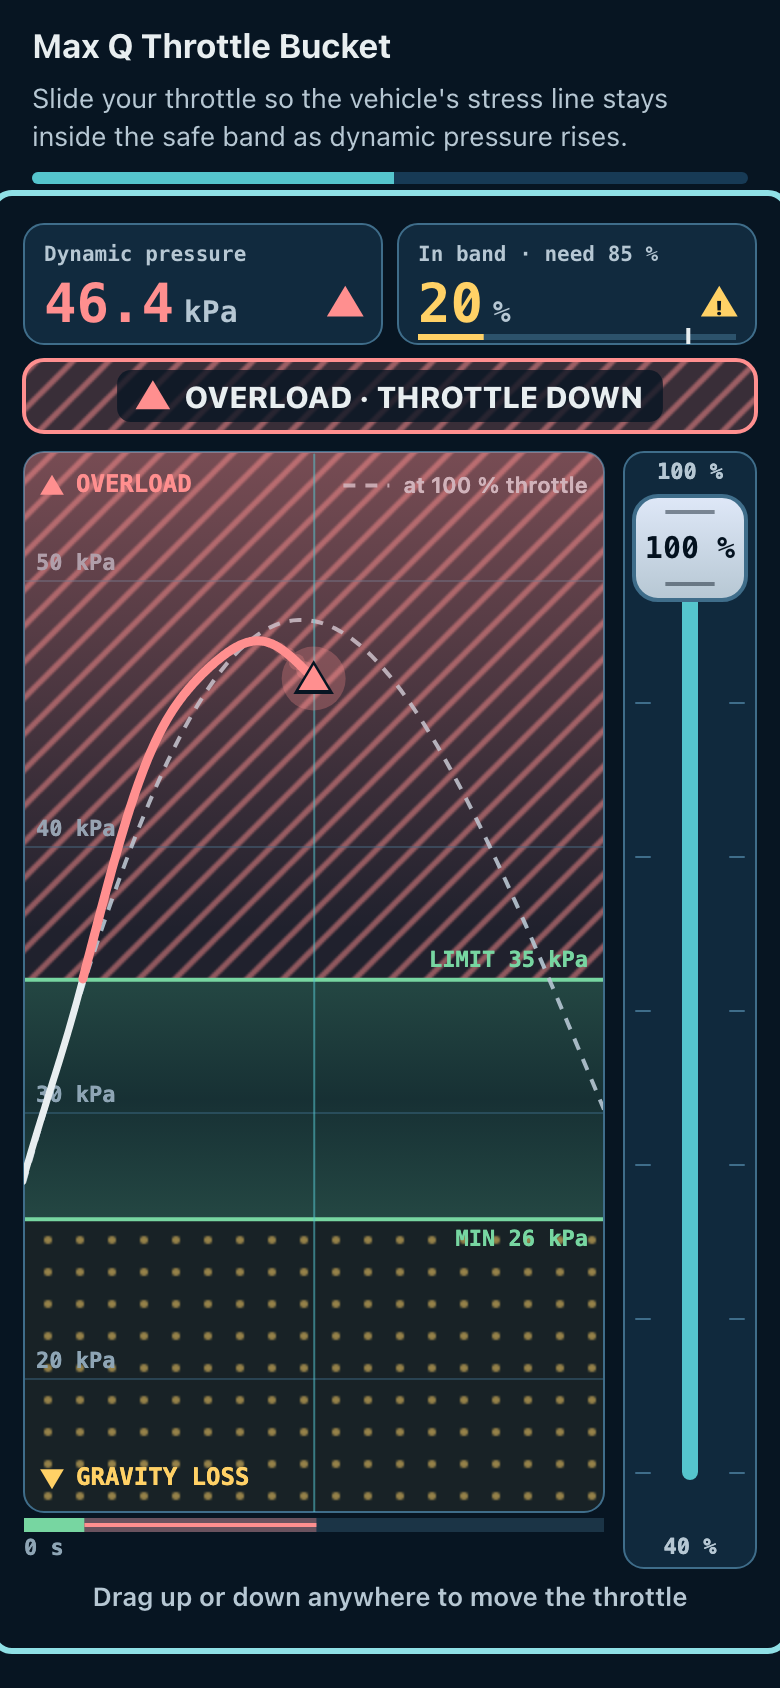 Max Q Throttle Bucket
Slide your throttle so the vehicle's stress line stays
inside the safe band as dynamic pressure rises.
Dynamic pressure
46.4 kPa
In band · need 85 %
20 %
OVERLOAD · THROTTLE DOWN
OVERLOAD
at 100 % throttle
50 kPa
40 kPa
LIMIT 35 kPa
30 kPa
MIN 26 kPa
20 kPa
GRAVITY LOSS
0 s
100 %
100 %
40 %
Drag up or down anywhere to move the throttle